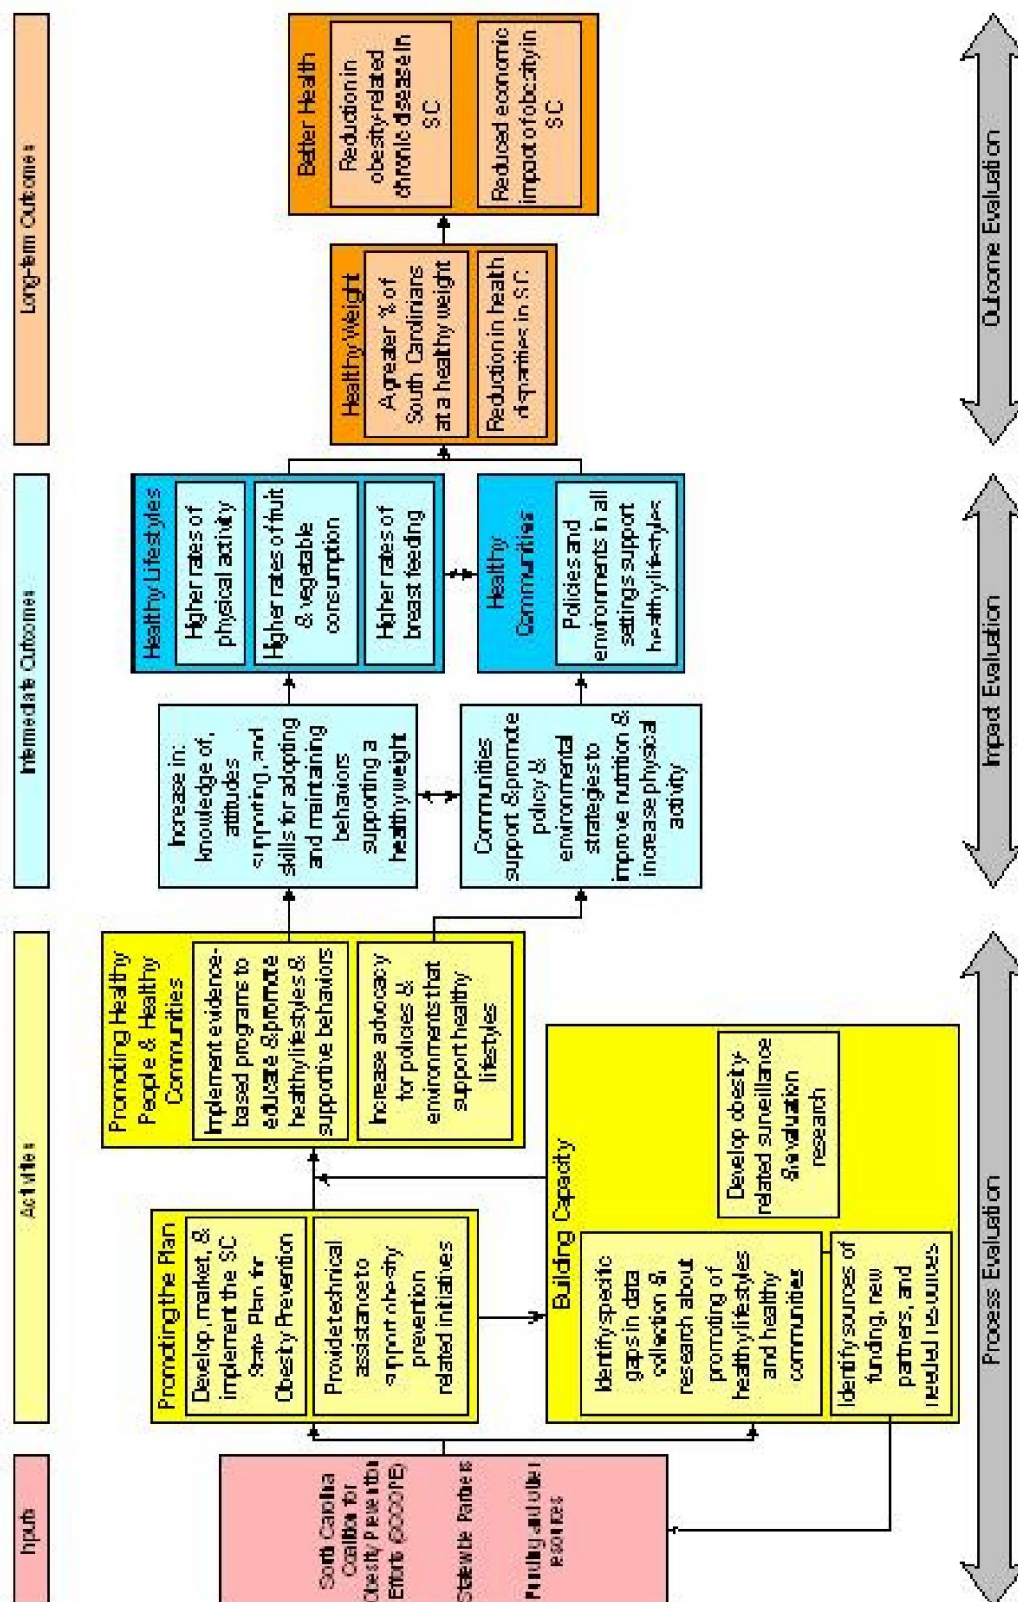 Inputs
Activities
Intermediate Outcomes
Long-term Outcomes
South Carolina
Coalition for
Obesity Prevention
Efforts (SCCOPE)
Statewide Partners
Funding and other
resources
Promoting the Plan
Develop, market, &
implement the SC
State Plan for
Obesity Prevention
Provide technical
assistance to
support obesity
prevention
related initiatives
Building Capacity
Identify specific
gaps in data
collection &
research about
promoting of
healthy lifestyles
and healthy
communities
Identify sources of
funding, new
partners, and
needed resources
Develop obesity-
related surveillance
& evaluation
research
Promoting Healthy
People & Healthy
Communities
Implement evidence-
based programs to
educate & promote
healthy lifestyles &
supportive behaviors
Increase advocacy
for policies &
environments that
support healthy
lifestyles
Increase in:
knowledge of,
attitudes
supporting, and
skills for adopting
and maintaining
behaviors
supporting a
healthy weight
Communities
support & promote
policy &
environmental
strategies to
improve nutrition &
increase physical
activity
Healthy Lifestyles
Higher rates of
physical activity
Higher rates of fruit
& vegetable
consumption
Higher rates of
breast feeding
Healthy
Communities
Policies and
environments in all
settings support
healthy lifestyles
Healthy Weight
A greater % of
South Carolinians
at a healthy weight
Reduction in health
disparities in SC
Better Health
Reduction in
obesity-related
chronic disease in
SC
Reduced economic
impact of obesity in
SC
Process Evaluation
Impact Evaluation
Outcome Evaluation